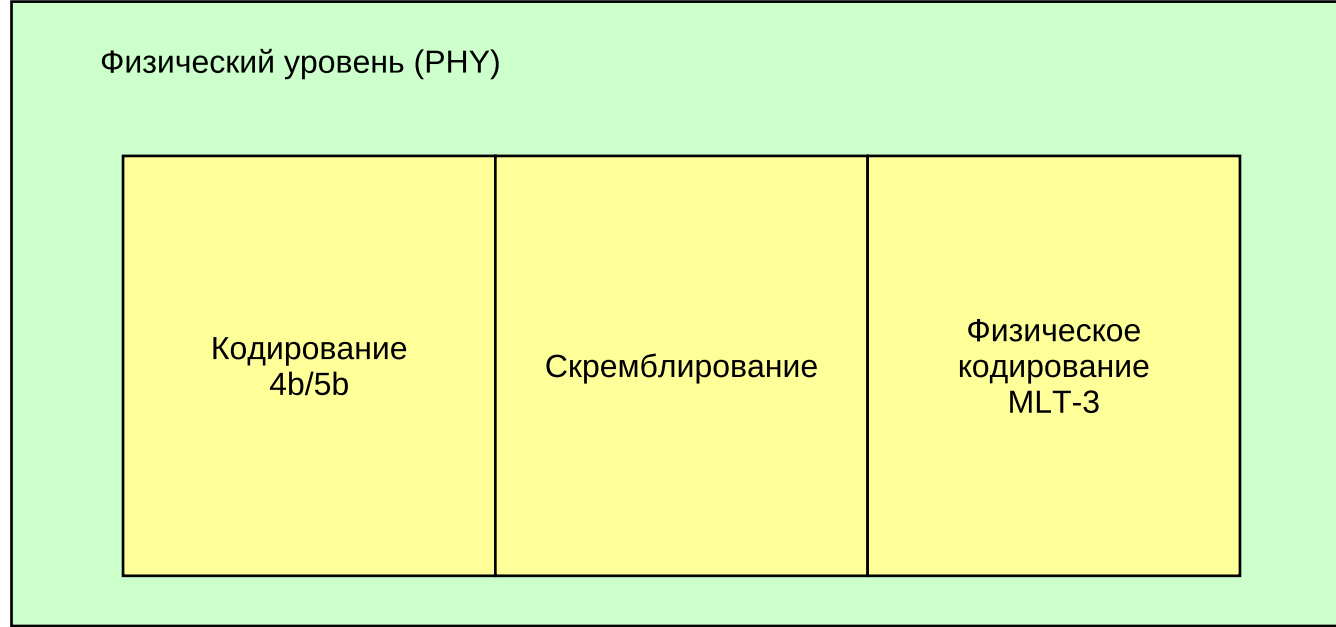 Физический уровень (PHY)
Кодирование
4b/5b
Скремблирование
Физическое
кодирование
MLT-3